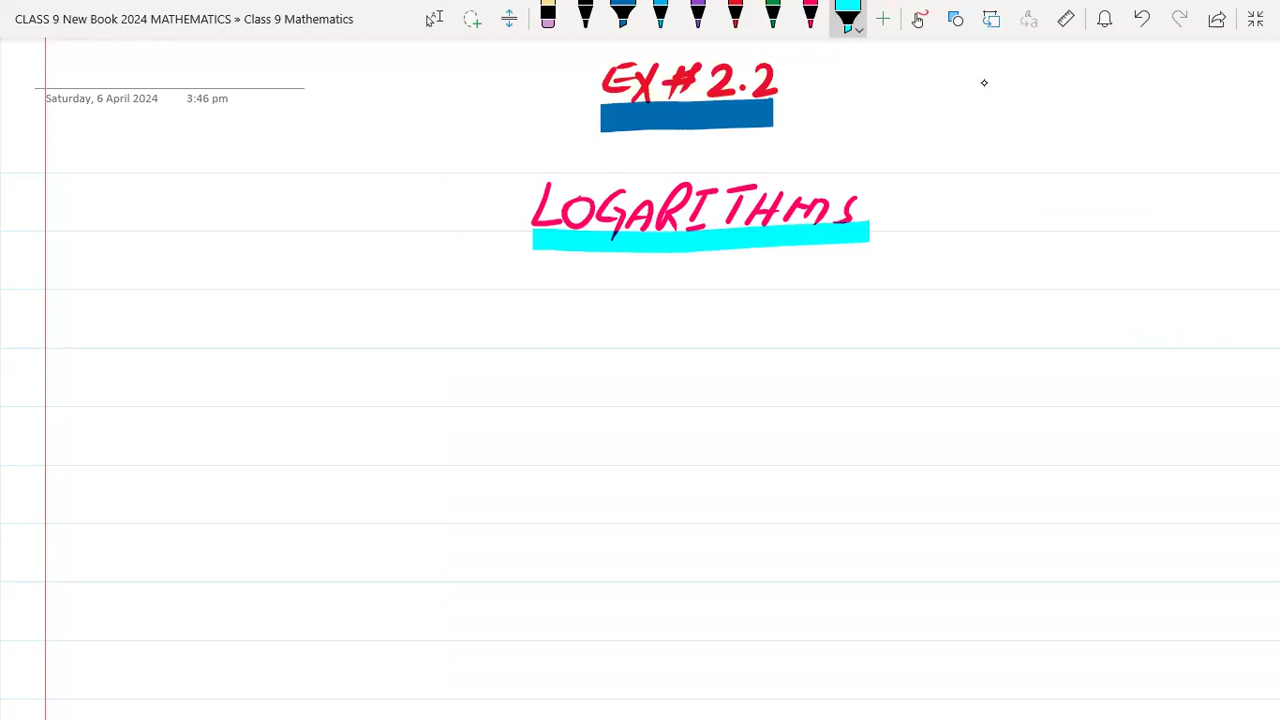 CLASS 9 New Book 2024 MATHEMATICS » Class 9 Mathematics
EX # 2.2
Saturday, 6 April 2024 3:46 pm
LOGARITHMS